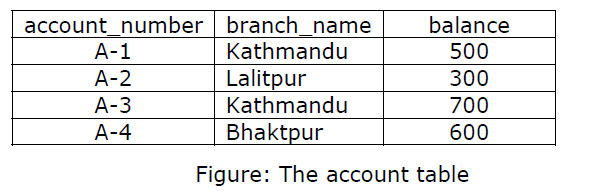 account_number branch_name balance
A-1 Kathmandu 500
A-2 Lalitpur 300
A-3 Kathmandu 700
A-4 Bhaktpur 600
Figure: The account table